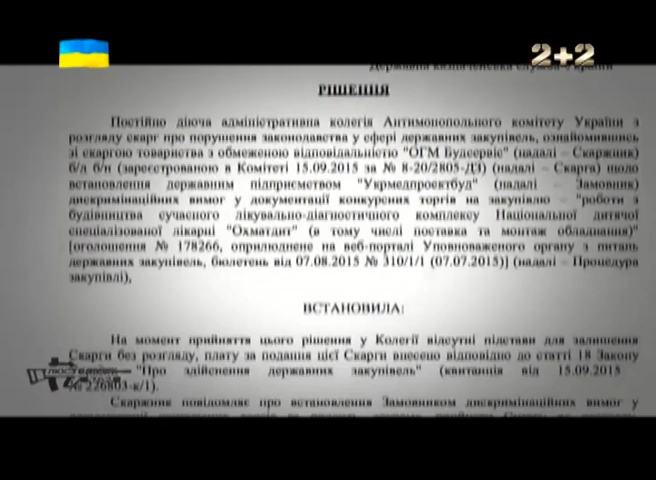 2+2
Державна казначейська служба України
РІШЕННЯ
Постійно діюча адміністративна колегія Антимонопольного комітету України з
розгляду скарг про порушення законодавства у сфері державних закупівель, ознайомившись
зі скаргою товариства з обмеженою відповідальністю "ОГМ Будсервіс" (надалі – Скаржник)
б/д б/н (зареєстрованою в Комітеті 15.09.2015 за № 8-20/2805-ДЗ) (надалі – Скарга) щодо
встановлення державним підприємством "Укрмедпроектбуд" (надалі – Замовник)
дискримінаційних вимог у документації конкурсних торгів на закупівлю – "роботи з
будівництва сучасного лікувально-діагностичного комплексу Національної дитячої
спеціалізованої лікарні "Охматдит" (в тому числі поставка та монтаж обладнання)"
[оголошення № 178266, оприлюднене на веб-порталі Уповноваженого органу з питань
державних закупівель, бюлетень від 07.08.2015 № 310/1/1 (07.07.2015)] (надалі – Процедура
закупівлі),
ВСТАНОВИЛА:
На момент прийняття цього рішення у Колегії відсутні підстави для залишення
Скарги без розгляду, плату за подання цієї Скарги внесено відповідно до статті 18 Закону
"Про здійснення державних закупівель" (квитанція від 15.09.2015
№ 226803-к/1).
Скаржник повідомляє про встановлення Замовником дискримінаційних вимог у